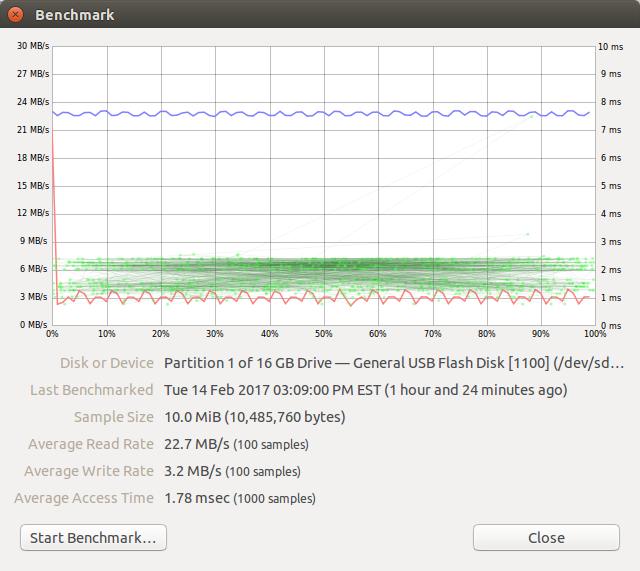 Benchmark
30 MB/s
10 ms
27 MB/s
9 ms
24 MB/s
8 ms
21 MB/s
7 ms
18 MB/s
6 ms
15 MB/s
5 ms
12 MB/s
4 ms
9 MB/s
3 ms
6 MB/s
2 ms
3 MB/s
1 ms
0 MB/s
0 ms
0% 10% 20% 30% 40% 50% 60% 70% 80% 90% 100%
Disk or Device Partition 1 of 16 GB Drive — General USB Flash Disk [1100] (/dev/sd…
Last Benchmarked Tue 14 Feb 2017 03:09:00 PM EST (1 hour and 24 minutes ago)
Sample Size 10.0 MiB (10,485,760 bytes)
Average Read Rate 22.7 MB/s (100 samples)
Average Write Rate 3.2 MB/s (100 samples)
Average Access Time 1.78 msec (1000 samples)
Start Benchmark… Close